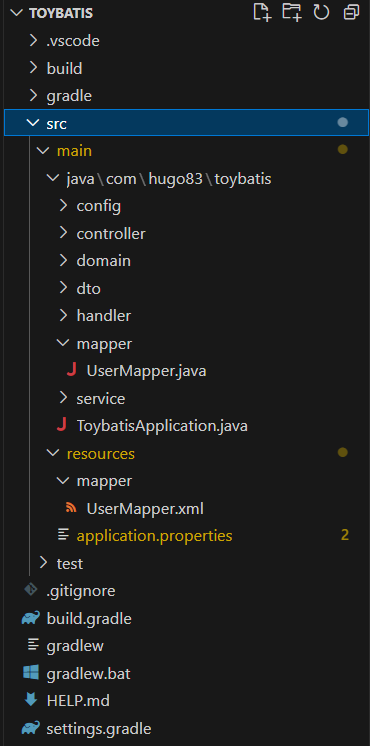 TOYBATIS
.vscode
build
gradle
src
main
java\com\hugo83\toybatis
config
controller
domain
dto
handler
mapper
UserMapper.java
service
ToybatisApplication.java
resources
mapper
UserMapper.xml
application.properties 2
test
.gitignore
build.gradle
gradlew
gradlew.bat
HELP.md
settings.gradle